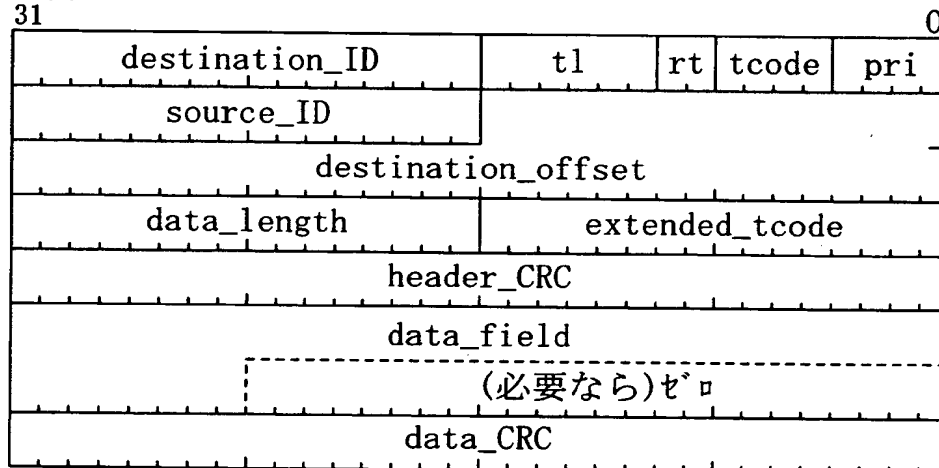 31 0
destination_ID tl rt tcode pri
source_ID
destination_offset
data_length extended_tcode
header_CRC
data_field
(必要なら)ｾﾞﾛ
data_CRC